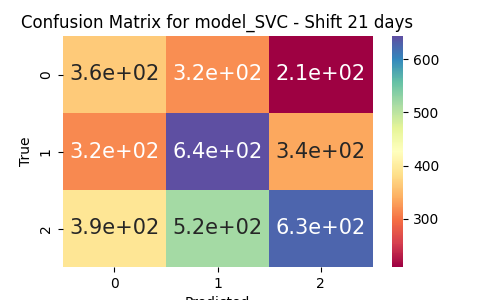 Confusion Matrix for model_SVC - Shift 21 days
0 3.6e+02 3.2e+02 2.1e+02
1 3.2e+02 6.4e+02 3.4e+02
2 3.9e+02 5.2e+02 6.3e+02
0 1 2
True
Predicted
600
500
400
300